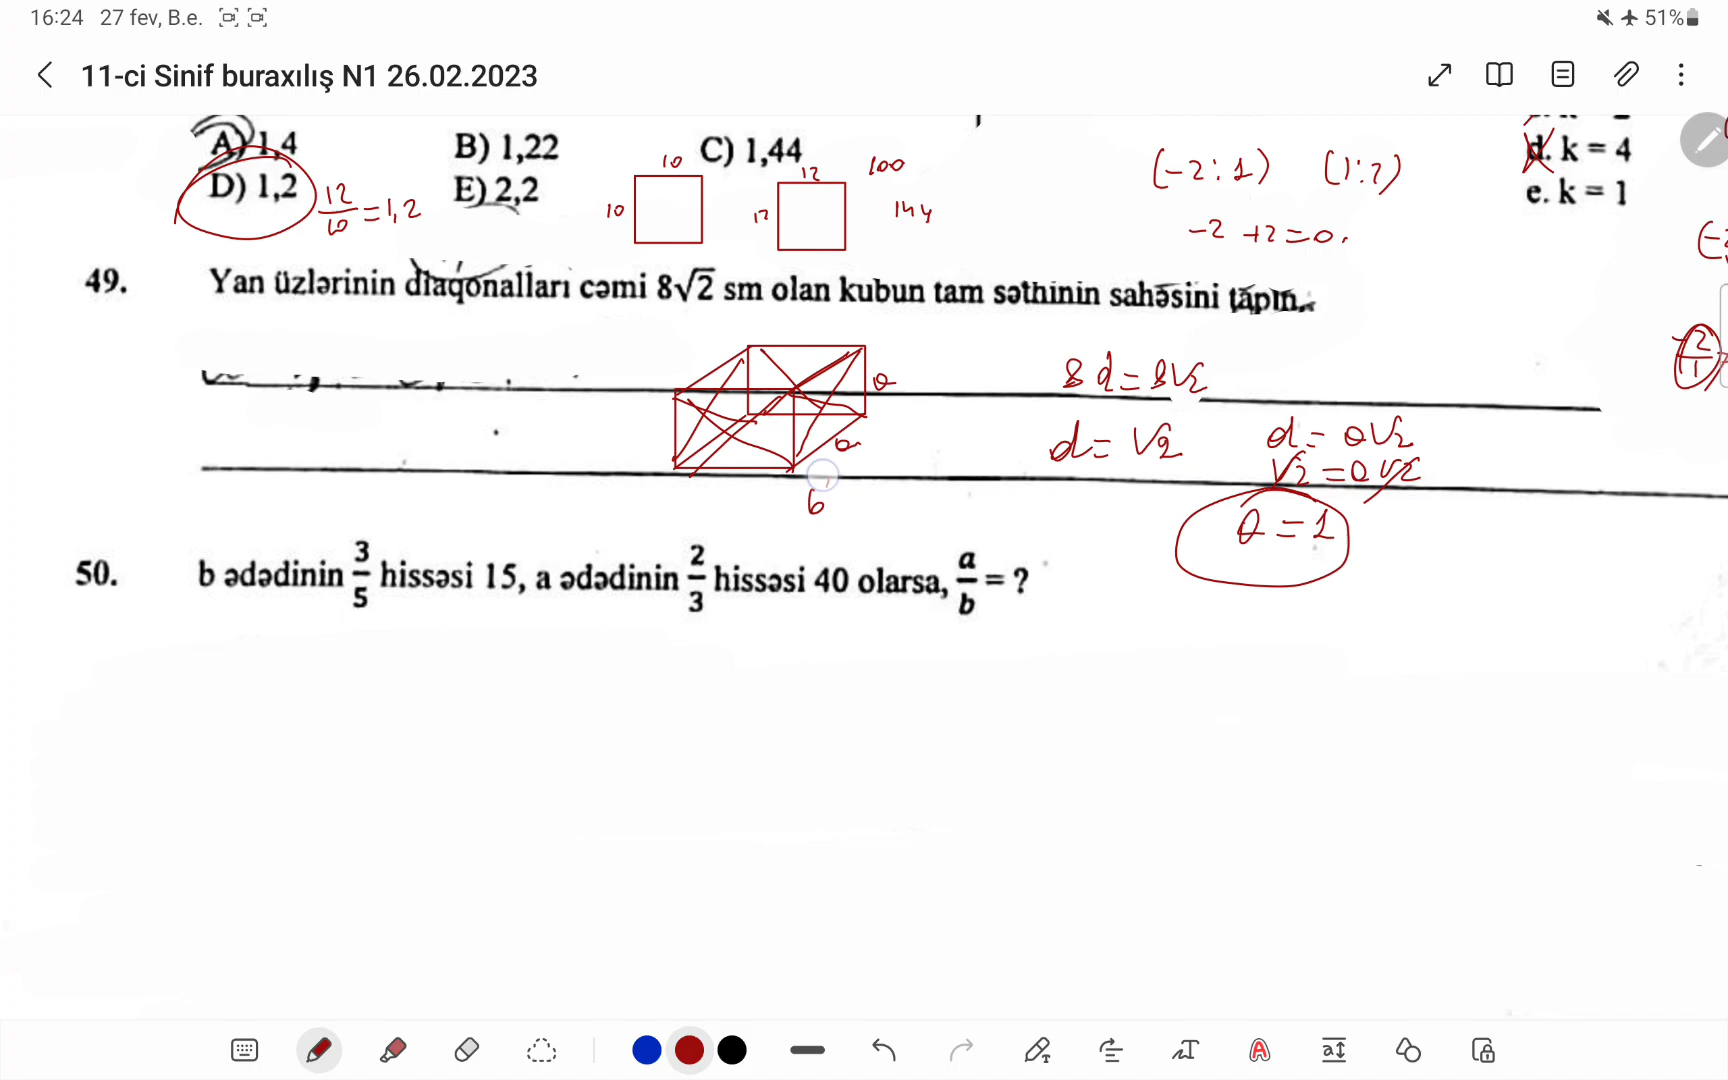 16:24 27 fev, B.e.
51%
11-ci Sinif buraxılış N1 26.02.2023
A) 1,4 B) 1,22 C) 1,44
D) 1,2 E) 2,2
12/10 = 1,2
10
10
12
12
100
144
(-2; 1) (1; 2)
-2 +2 = 0.
d. k = 4
e. k = 1
49. Yan üzlərinin diaqonalları cəmi 8√2 sm olan kubun tam səthinin sahəsini tapın.
a
a
6
8d = 8√2
d = √2
d = a√2
√2 = a√2
a = 1
50. b ədədinin 3/5 hissəsi 15, a ədədinin 2/3 hissəsi 40 olarsa, a/b = ?